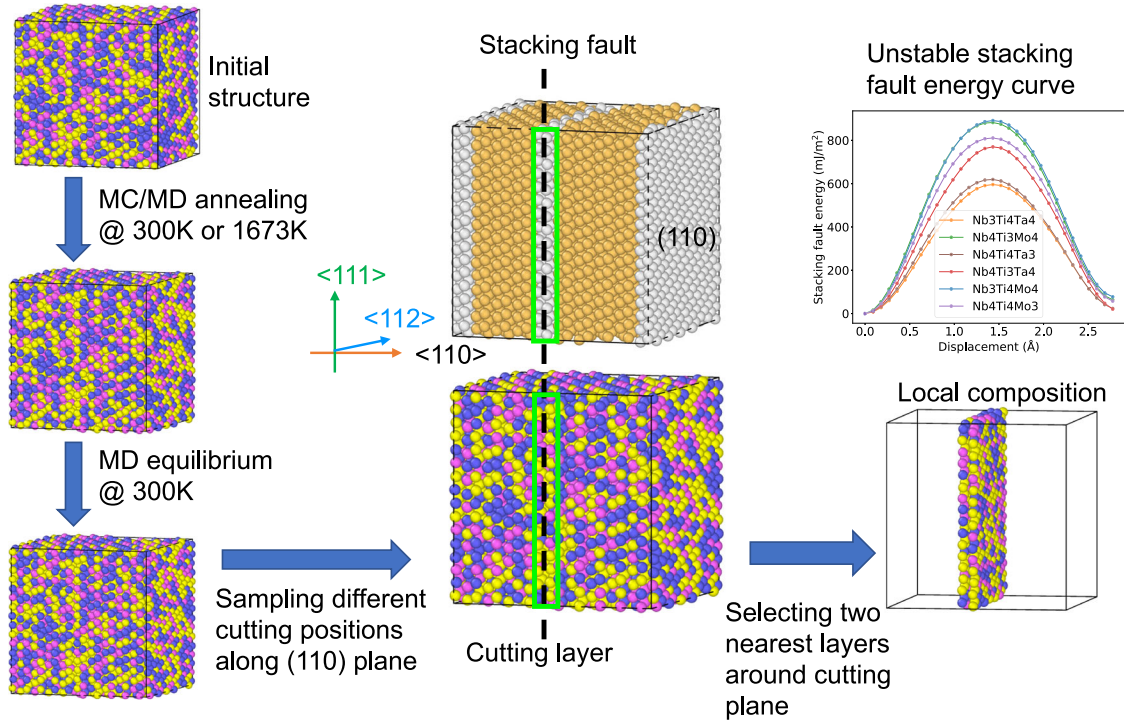 Initial
structure
MC/MD annealing
@ 300K or 1673K
MD equilibrium
@ 300K
Sampling different
cutting positions
along (110) plane
Stacking fault
(110)
<111>
<112>
<110>
Cutting layer
Selecting two
nearest layers
around cutting
plane
Unstable stacking
fault energy curve
Stacking fault energy (mJ/m²)
800
600
400
200
0
Nb3Ti4Ta4
Nb4Ti3Mo4
Nb4Ti4Ta3
Nb4Ti3Ta4
Nb3Ti4Mo4
Nb4Ti4Mo3
0.0 0.5 1.0 1.5 2.0 2.5
Displacement (Å)
Local composition